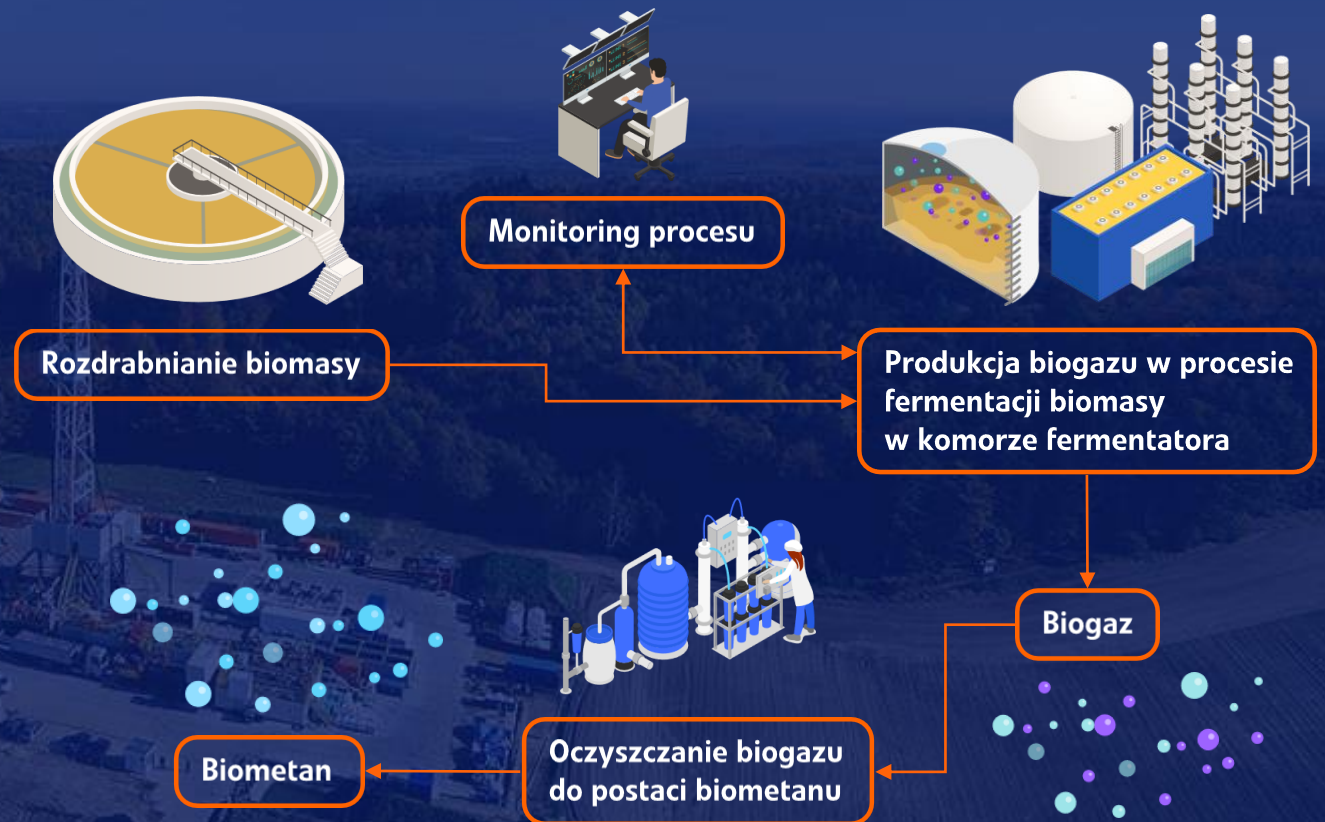 Monitoring procesu
Rozdrabnianie biomasy
Produkcja biogazu w procesie
fermentacji biomasy
w komorze fermentatora
Biogaz
Oczyszczanie biogazu
do postaci biometanu
Biometan